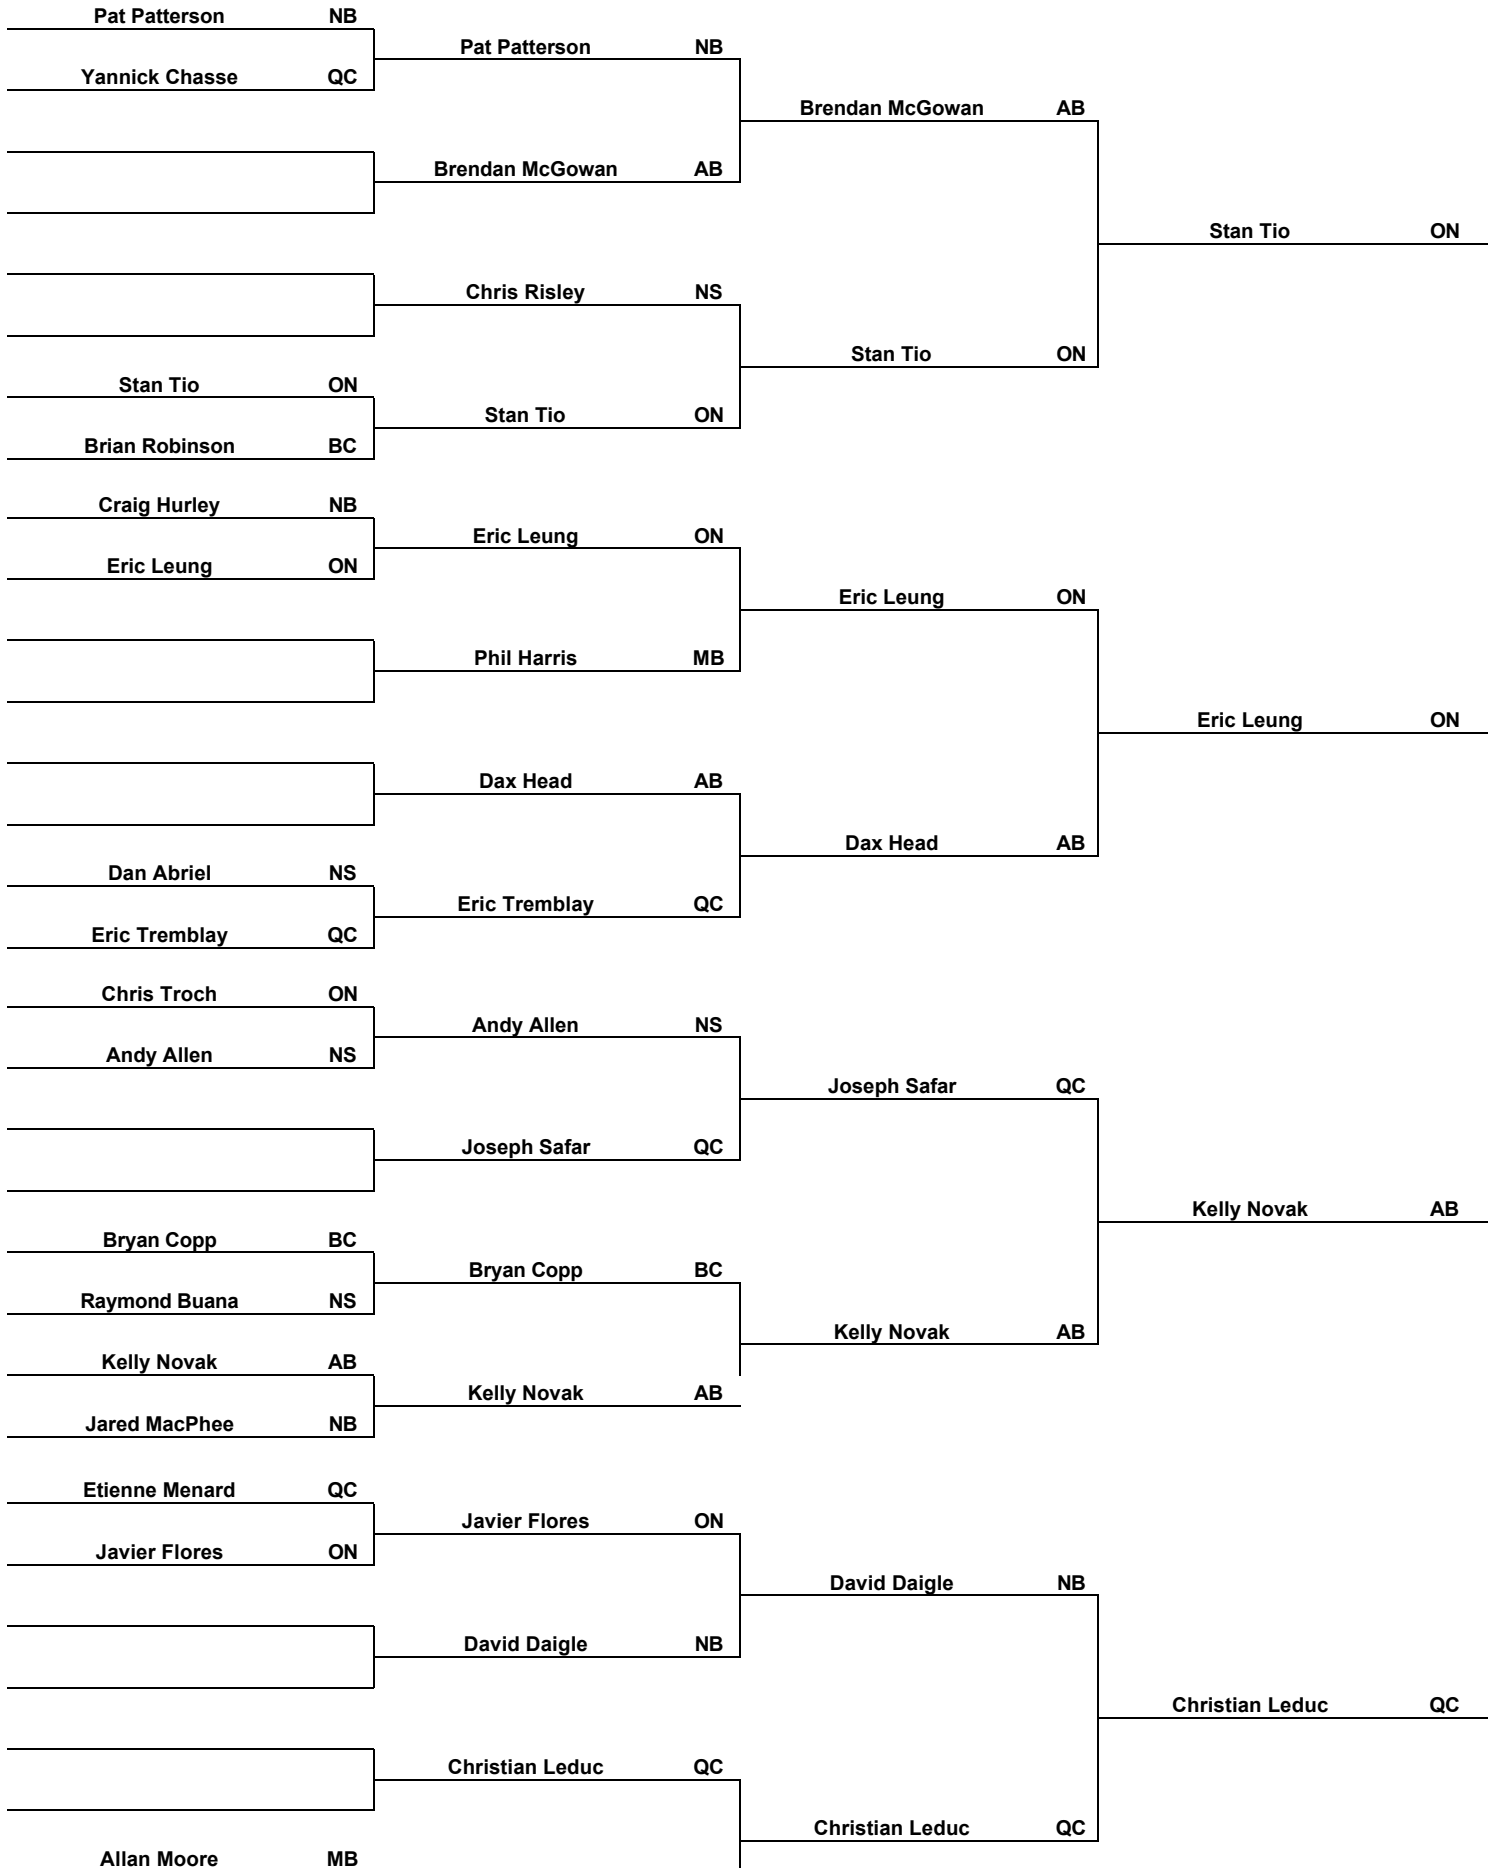 Pat Patterson NB
Pat Patterson NB
Yannick Chasse QC
Brendan McGowan AB
Brendan McGowan AB
Stan Tio ON
Chris Risley NS
Stan Tio ON
Stan Tio ON
Stan Tio ON
Brian Robinson BC
Craig Hurley NB
Eric Leung ON
Eric Leung ON
Eric Leung ON
Phil Harris MB
Eric Leung ON
Dax Head AB
Dax Head AB
Dan Abriel NS
Eric Tremblay QC
Eric Tremblay QC
Chris Troch ON
Andy Allen NS
Andy Allen NS
Joseph Safar QC
Joseph Safar QC
Kelly Novak AB
Bryan Copp BC
Bryan Copp BC
Raymond Buana NS
Kelly Novak AB
Kelly Novak AB
Kelly Novak AB
Jared MacPhee NB
Etienne Menard QC
Javier Flores ON
Javier Flores ON
David Daigle NB
David Daigle NB
Christian Leduc QC
Christian Leduc QC
Christian Leduc QC
Allan Moore MB